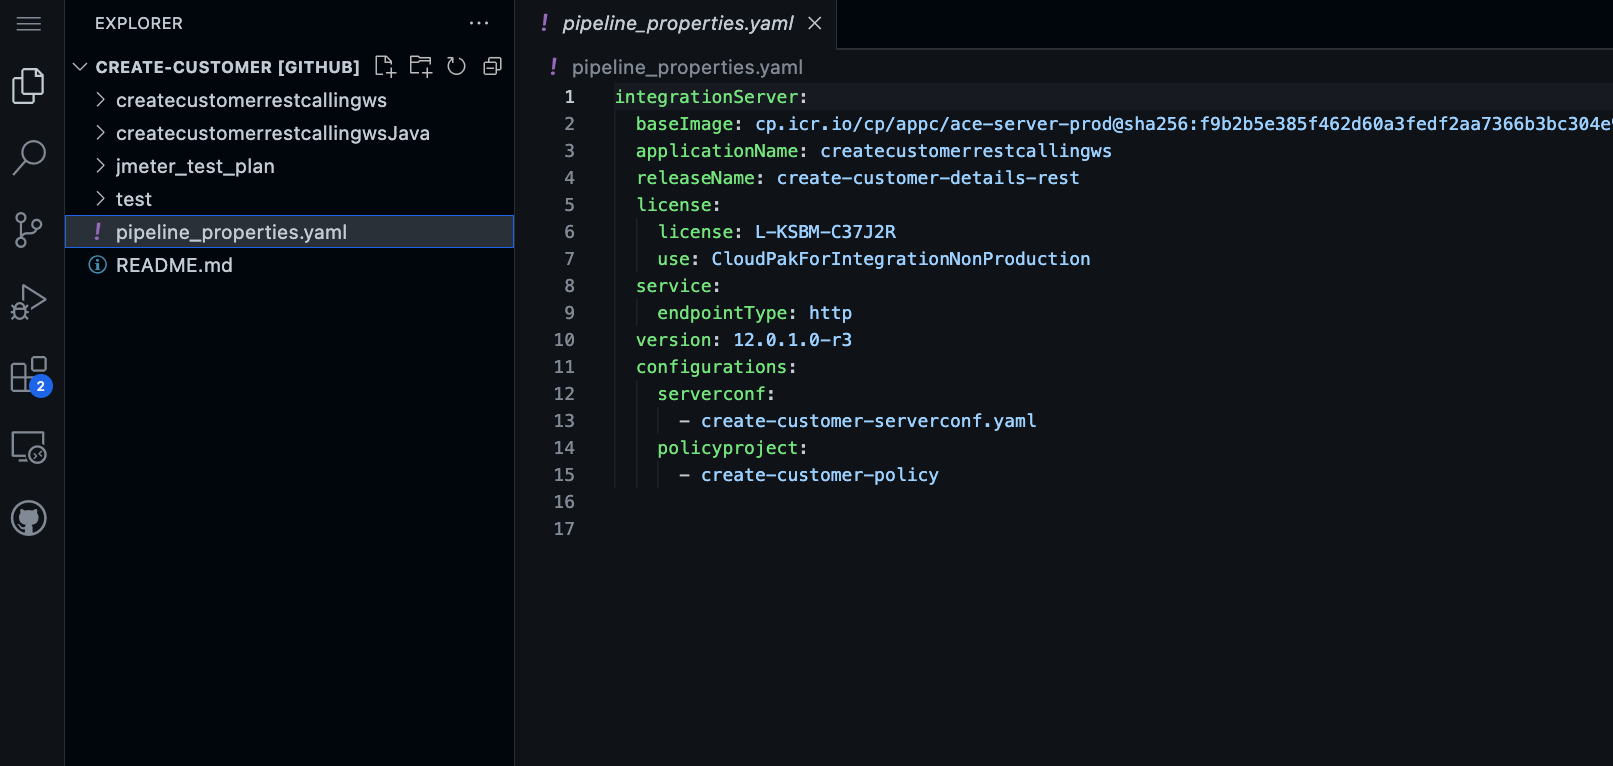 EXPLORER
CREATE-CUSTOMER [GITHUB]
createcustomerrestcallingws
createcustomerrestcallingwsJava
jmeter_test_plan
test
! pipeline_properties.yaml
README.md
2
! pipeline_properties.yaml
! pipeline_properties.yaml
1 integrationServer:
2 baseImage: cp.icr.io/cp/appc/ace-server-prod@sha256:f9b2b5e385f462d60a3fedf2aa7366b3bc304e
3 applicationName: createcustomerrestcallingws
4 releaseName: create-customer-details-rest
5 license:
6 license: L-KSBM-C37J2R
7 use: CloudPakForIntegrationNonProduction
8 service:
9 endpointType: http
10 version: 12.0.1.0-r3
11 configurations:
12 serverconf:
13 - create-customer-serverconf.yaml
14 policyproject:
15 - create-customer-policy
16
17